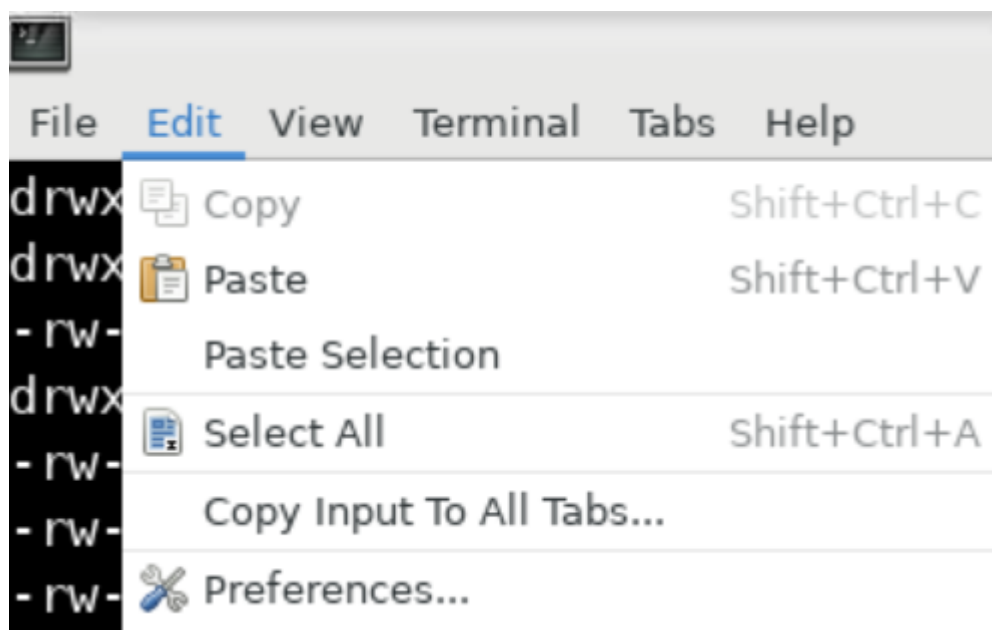 File Edit View Terminal Tabs Help
drwx
Copy Shift+Ctrl+C
drwx
Paste Shift+Ctrl+V
-rw-
Paste Selection
drwx
Select All Shift+Ctrl+A
-rw-
Copy Input To All Tabs...
-rw-
Preferences...
-rw-